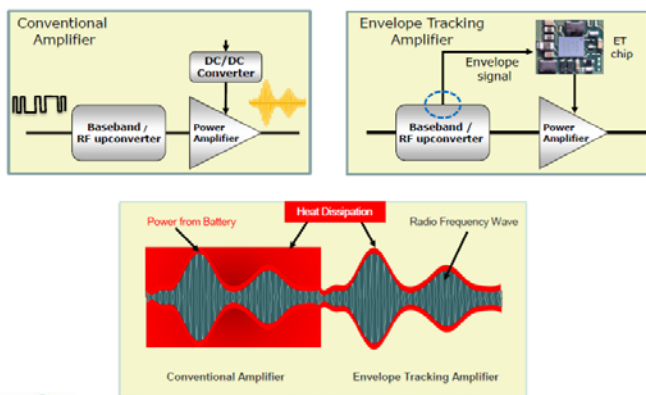 Conventional
Amplifier
DC/DC
Converter
Baseband /
RF upconverter
Power
Amplifier
Envelope Tracking
Amplifier
Envelope
signal
ET
chip
Baseband /
RF upconverter
Power
Amplifier
Heat Dissipation
Power from Battery
Radio Frequency Wave
Conventional Amplifier
Envelope Tracking Amplifier